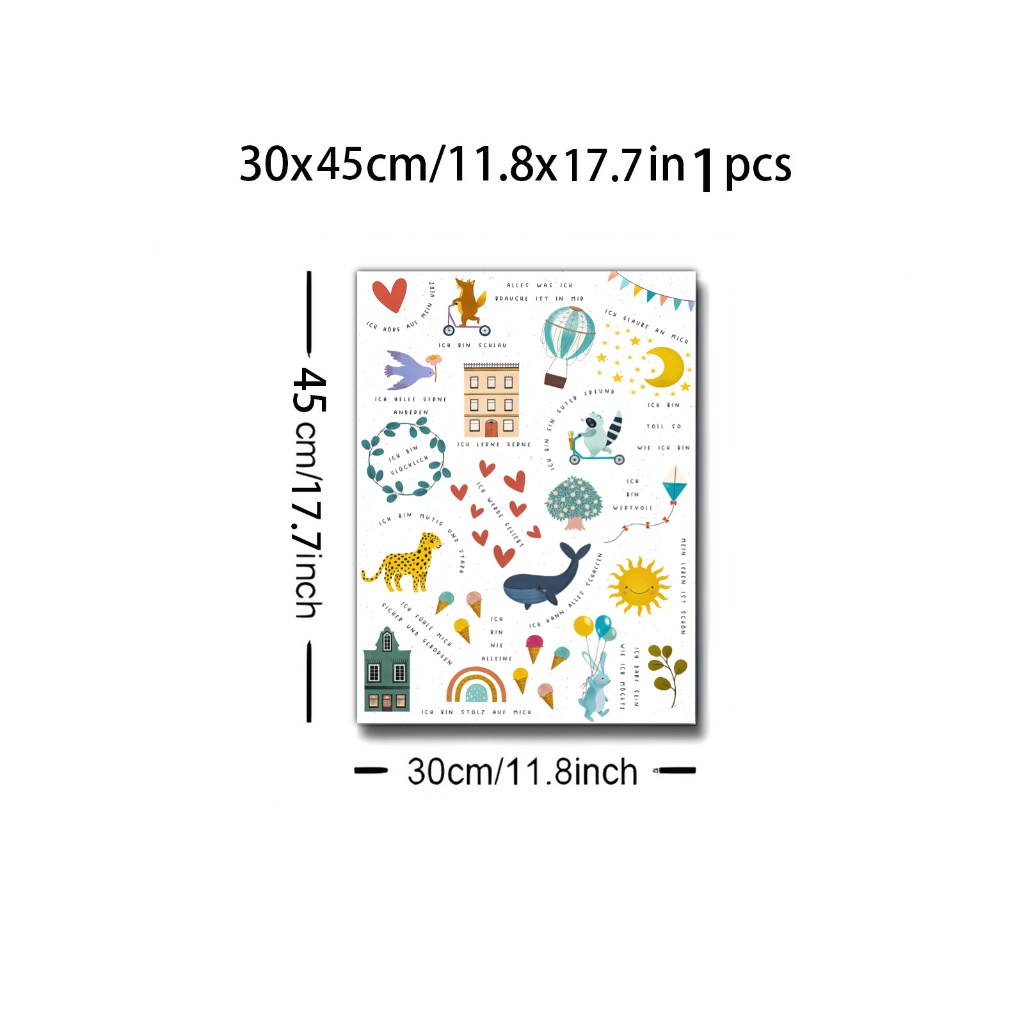 30x45cm/11.8x17.7in 1 pcs
45cm/17.7inch
ICH HÖRE AUF MEIN HERZ
ICH BIN SCHLAU
ALLES WAS ICH
BRAUCHE IST IN MIR
ICH GLAUBE AN MICH
ICH HELFE GERNE
ANDEREN
ICH LERNE GERNE
ICH BIN EIN GUTER FREUND
ICH BIN
TOLL SO
WIE ICH BIN
ICH BIN
GLÜCKLICH
ICH WERDE GELIEBT
ICH
BIN
WERTVOLL
ICH BIN MUTIG UND STARK
ICH KANN ALLES SCHAFFEN
MEIN LEBEN IST SCHÖN
ICH FÜHLE MICH
SICHER UND GEBORGEN
ICH
BIN
NIE
ALLEINE
ICH DARF SEIN
WIE ICH MÖCHTE
ICH BIN STOLZ AUF MICH
30cm/11.8inch